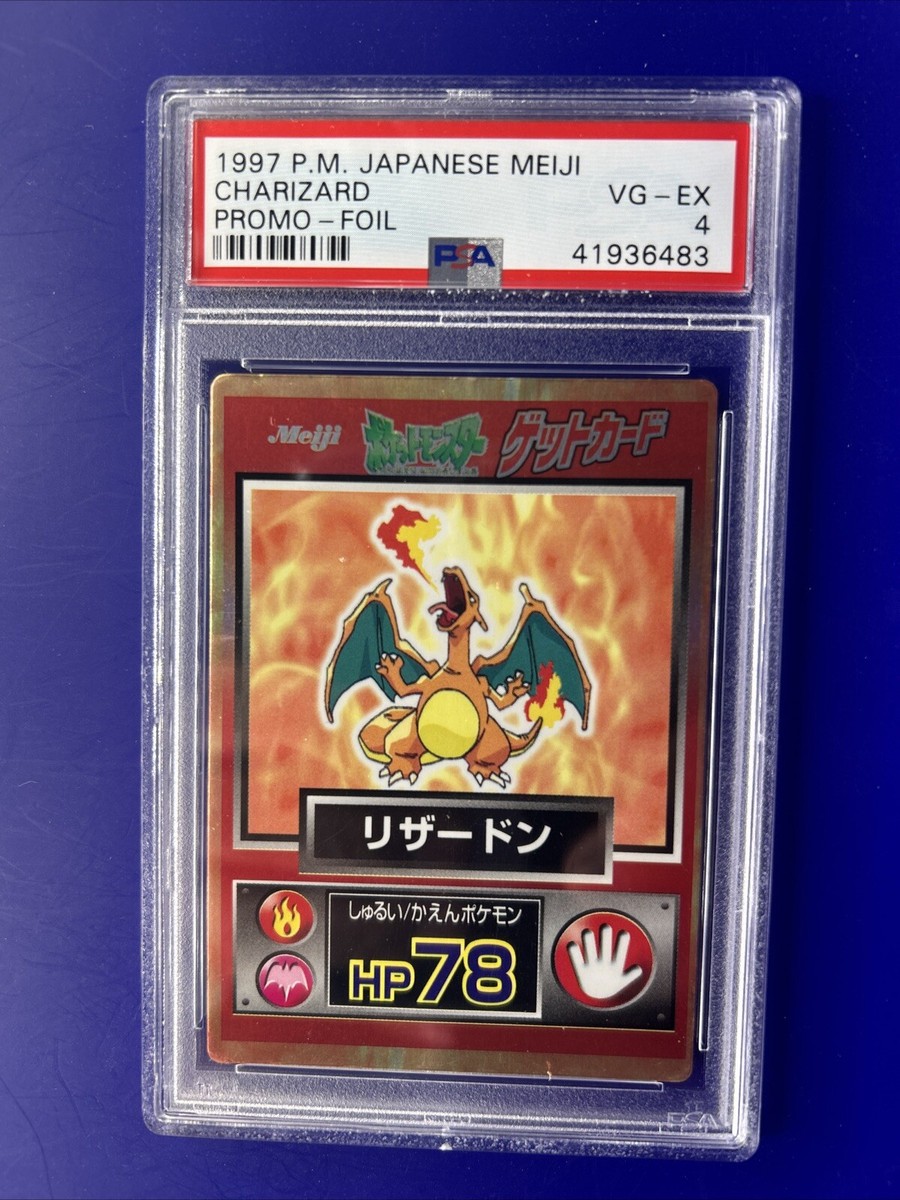 1997 P.M. JAPANESE MEIJI
CHARIZARD VG-EX
PROMO-FOIL 4
PSA 41936483
Meiji ポケットモンスター ゲットカード
リザードン
しゅるい/かえんポケモン
HP78
PSA